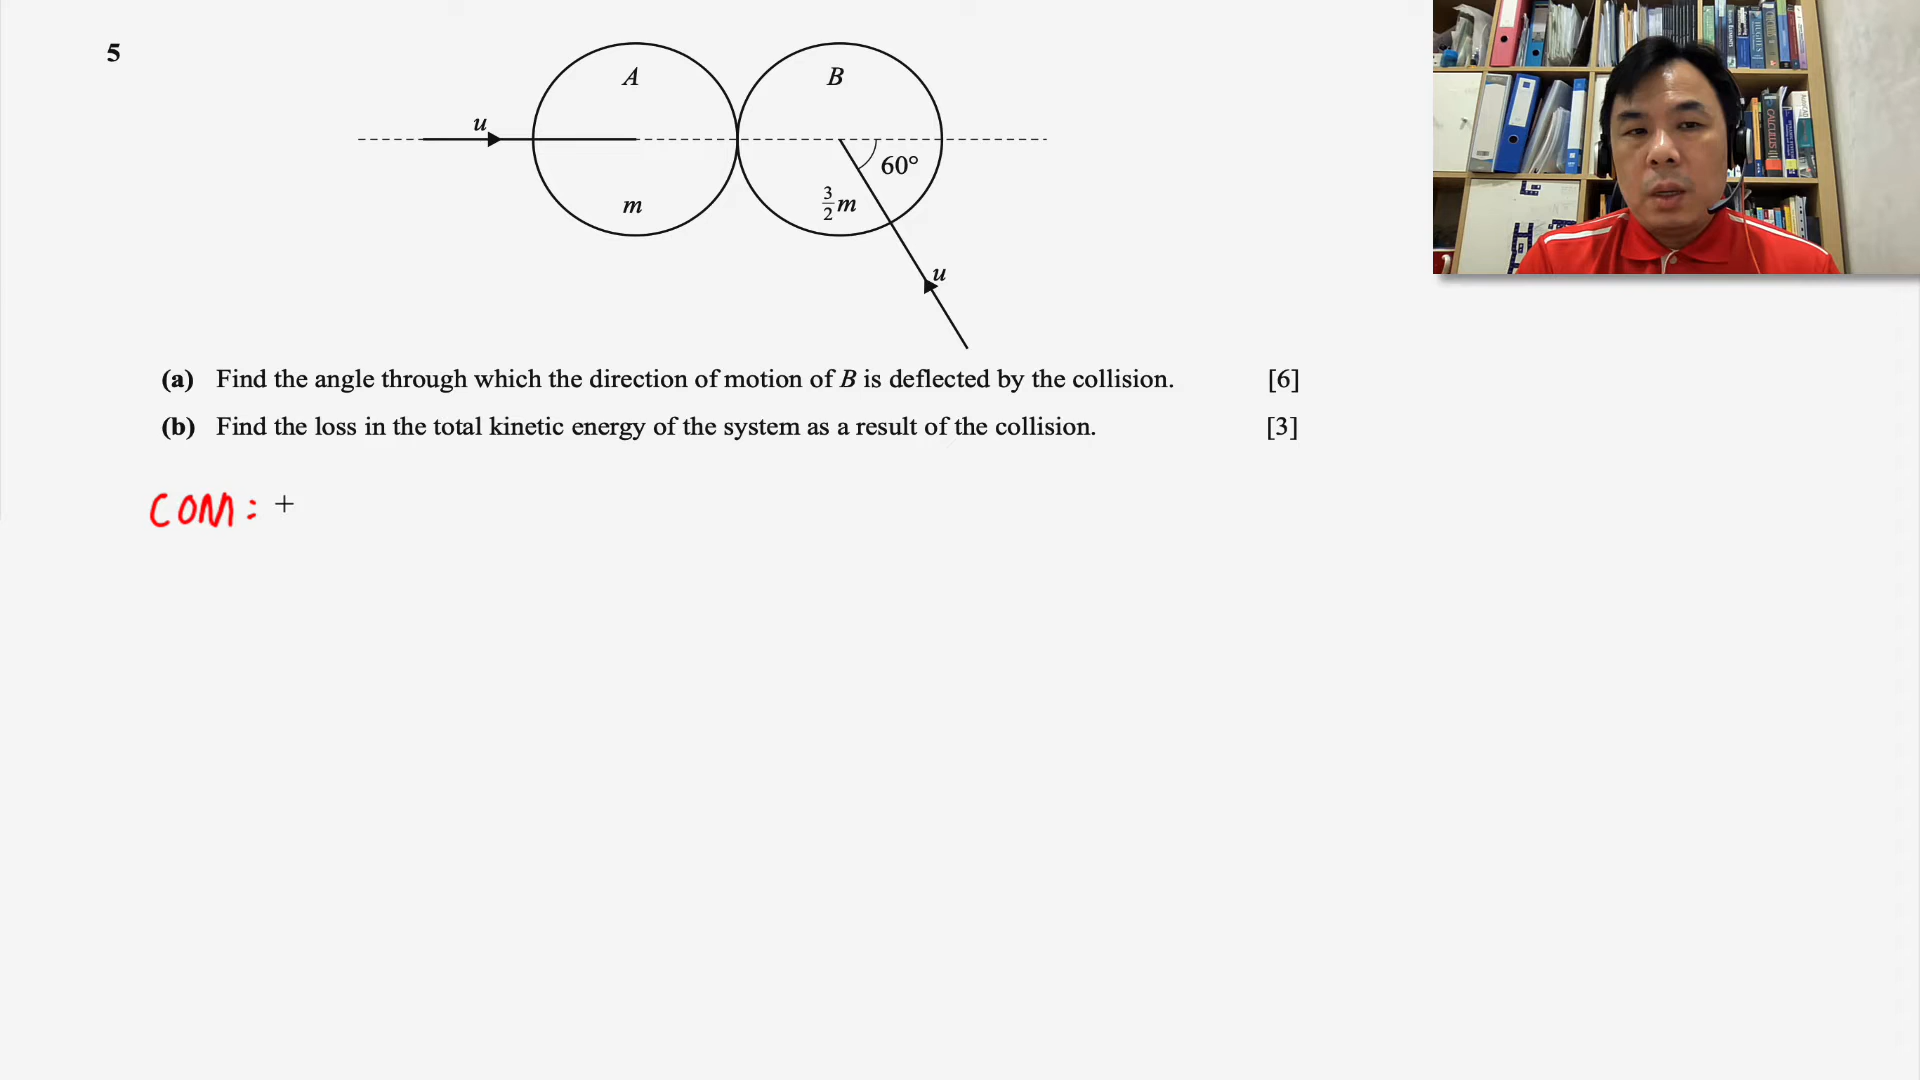 5
A B
u
60°
m 3/2 m
u
(a) Find the angle through which the direction of motion of B is deflected by the collision. [6]
(b) Find the loss in the total kinetic energy of the system as a result of the collision. [3]
COM: